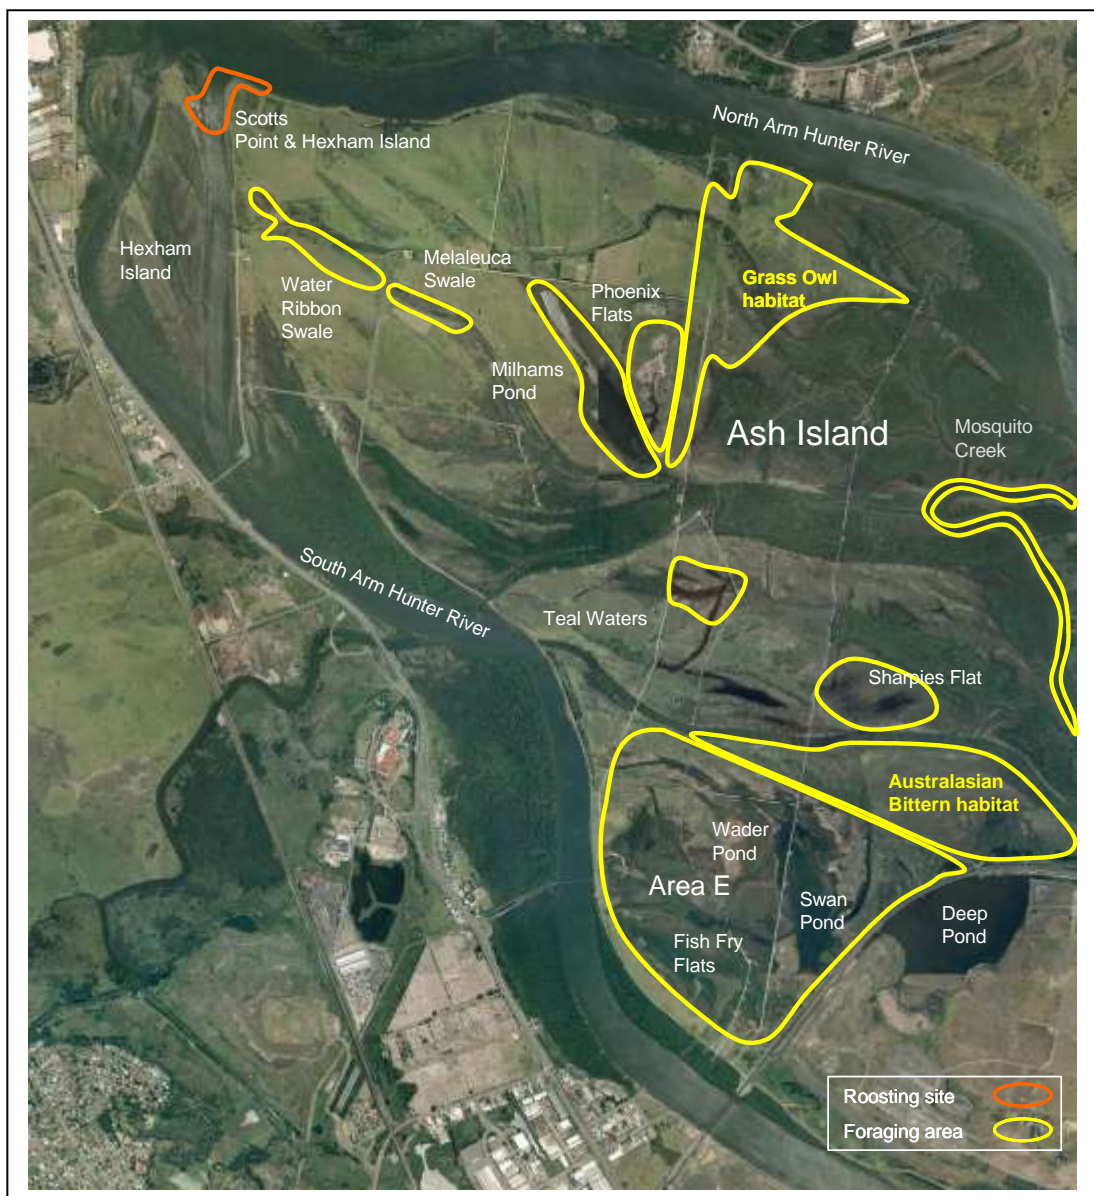 North Arm Hunter River
Scotts
Point & Hexham Island
Hexham
Island
Water
Ribbon
Swale
Melaleuca
Swale
Phoenix
Flats
Grass Owl
habitat
Milhams
Pond
Ash Island
Mosquito
Creek
South Arm Hunter River
Teal Waters
Sharpies Flat
Australasian
Bittern habitat
Wader
Pond
Area E
Swan
Pond
Deep
Pond
Fish Fry
Flats
Roosting site
Foraging area